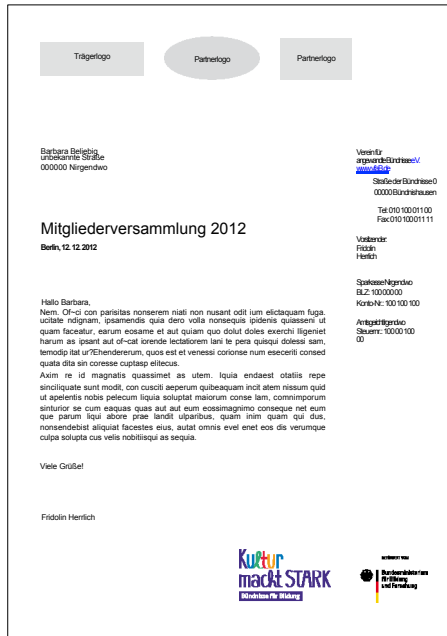 Trägerlogo
Partnerlogo
Partnerlogo
Barbara Beliebig
unbekannte Straße
000000 Nirgendwo
Verein für
angewandte Bündnisse e.V.
www.vfaB.de
Straße der Bündnisse 0
00000 Bündnishausen
Tel: 010 100 011 00
Fax: 010 100 011 11
Vorsitzender:
Fridolin
Herrlich
Sparkasse Nirgendwo
BLZ: 100 000 00
Konto-Nr.: 100 100 100
Amtsgericht Irgendwo
Steuernr.: 100 00 100
00
Mitgliederversammlung 2012
Berlin, 12. 12. 2012
Hallo Barbara,
Nem. Of~ci con parisitas nonserem niati non nusant odit ium elictaquam fuga.
ucitate ndignam, ipsamendis quia dero volla nonsequis ipidenis quiasseni ut
quam faceatur, earum eosame et aut quiam quo dolut doles exerchi lligeniet
harum as ipsant aut of~cat iorende lectatiorem lani te pera quisqui dolessi sam,
temodip itat ur?Ehendererum, quos est et venessi corionse num eseceriti consed
quata dita sin coresse cuptasp elitecus.
Axim re id magnatis quassimet as utem. Iquia endaest otatiis repe
sinciliquate sunt modit, con cusciti aeperum quibeaquam incit atem nissum quid
ut apelentis nobis pelecum liquia soluptat maiorum conse lam, comnimporum
sinturior se cum eaquas quas aut aut eum eossimagnimo conseque net eum
que parum liqui abore prae landit ulparibus, quam inim quam qui dus,
nonsendebist aliquiat facestes eius, autat omnis evel enet eos dis verumque
culpa solupta cus velis nobitiisqui as sequia.
Viele Grüße!
Fridolin Herrlich
Kultur
macht STARK
Bündnisse für Bildung
GEFÖRDERT VOM
Bundesministerium
für Bildung
und Forschung